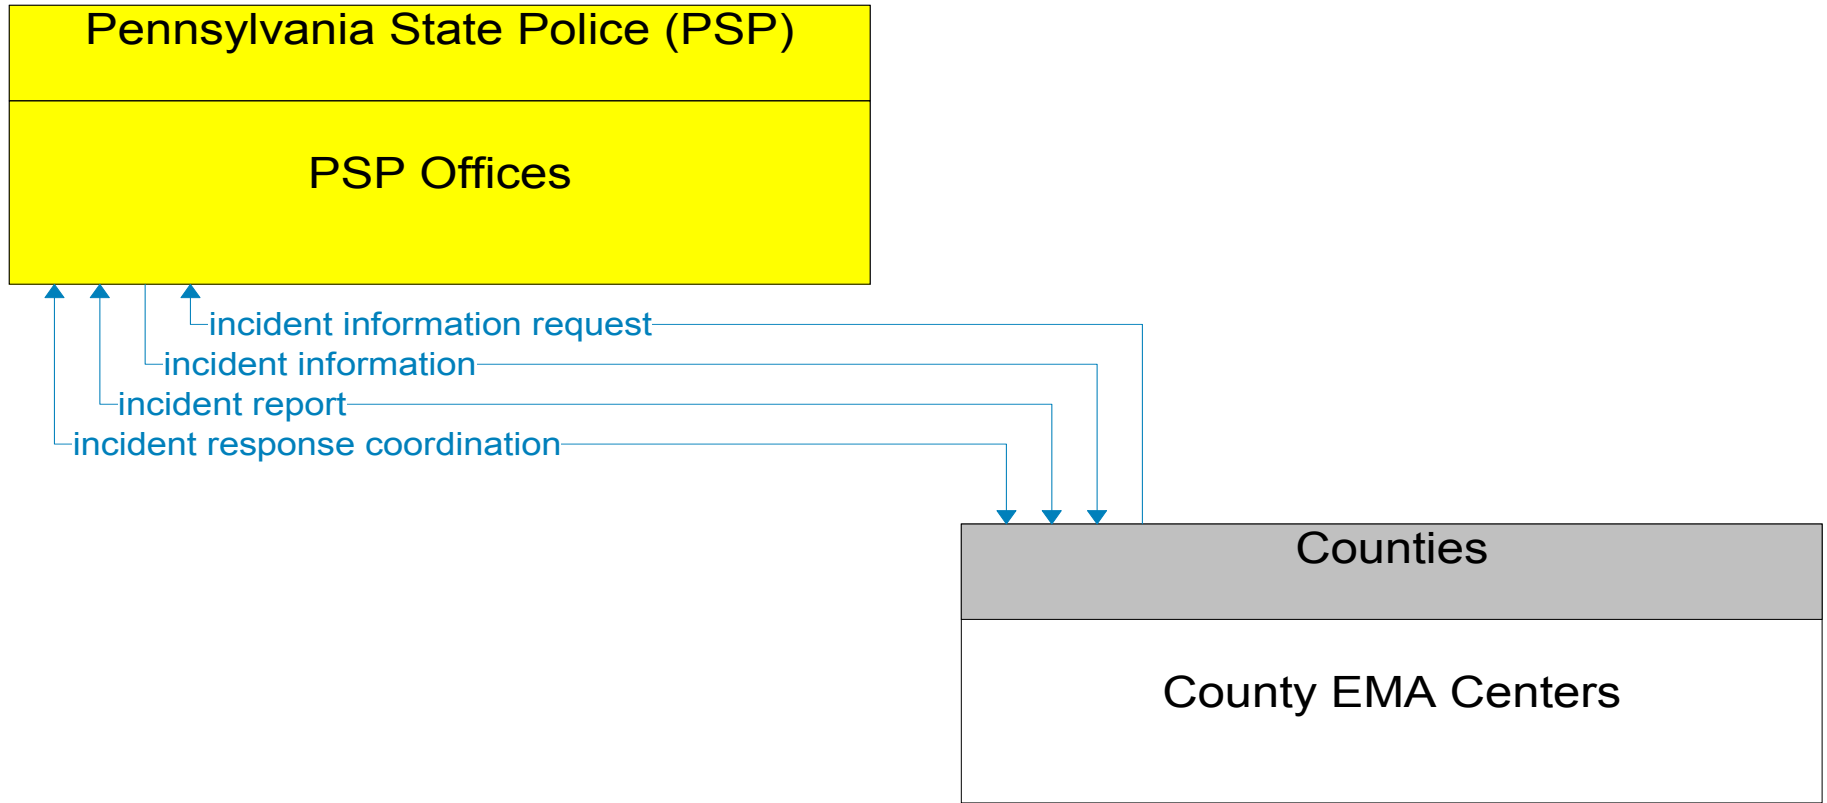 Pennsylvania State Police (PSP)
PSP Offices
incident information request
incident information
incident report
incident response coordination
Counties
County EMA Centers